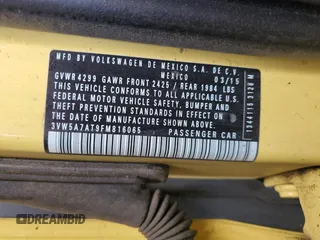 MFD BY VOLKSWAGEN DE MEXICO S.A. DE C.V.
MEXICO 03/15
GVWR 4299 GAWR FRONT 2425 / REAR 1984 LBS
THIS VEHICLE CONFORMS TO ALL APPLICABLE
FEDERAL MOTOR VEHICLE SAFETY, BUMPER AND
THEFT PREVENTION STANDARDS IN EFFECT ON
THE DATE OF MANUFACTURE SHOWN ABOVE
3VW5A7AT9FM816065 PASSENGER CAR
DREAMBID